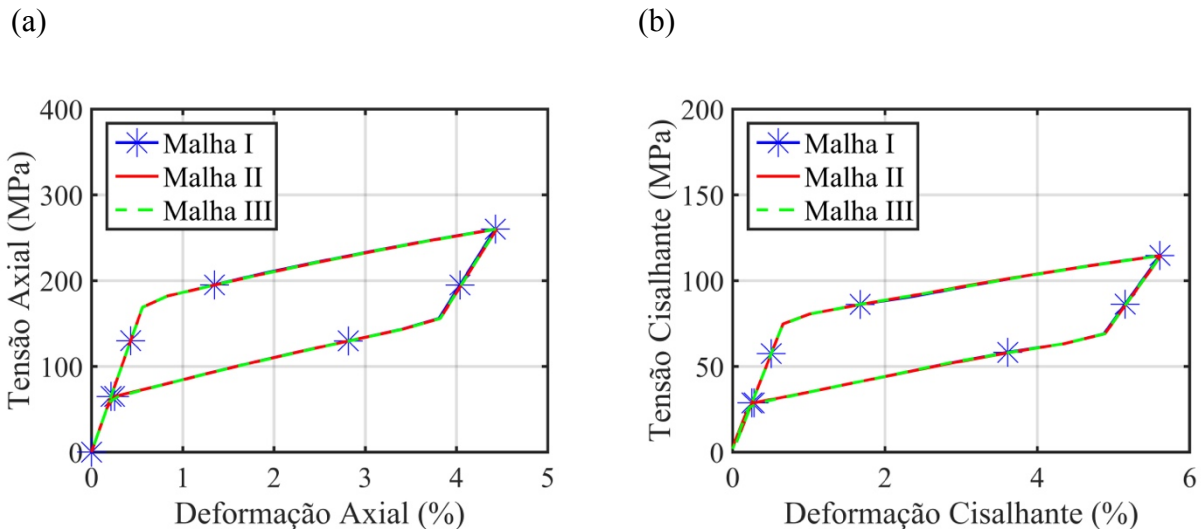 (a)
(b)
Tensão Axial (MPa)
400
300
200
100
0
Malha I
Malha II
Malha III
0 1 2 3 4 5
Deformação Axial (%)
Tensão Cisalhante (MPa)
200
150
100
50
0
Malha I
Malha II
Malha III
0 2 4 6
Deformação Cisalhante (%)